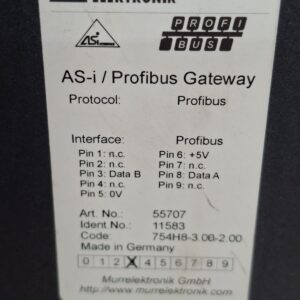 ELEKTRONIK
PROFI
BUS
AS-i / Profibus Gateway
Protocol: Profibus
Interface: Profibus
Pin 1: n.c. Pin 6: +5V
Pin 2: n.c. Pin 7: n.c.
Pin 3: Data B Pin 8: Data A
Pin 4: n.c. Pin 9: n.c.
Pin 5: 0V
Art. No.: 55707
Ident.No.: 11583
Code: 754H8-3.00-2.00
Made in Germany
0 1 2 X 4 5 6 7 8 9
Murrelektronik GmbH
http://www.murrelektronik.com